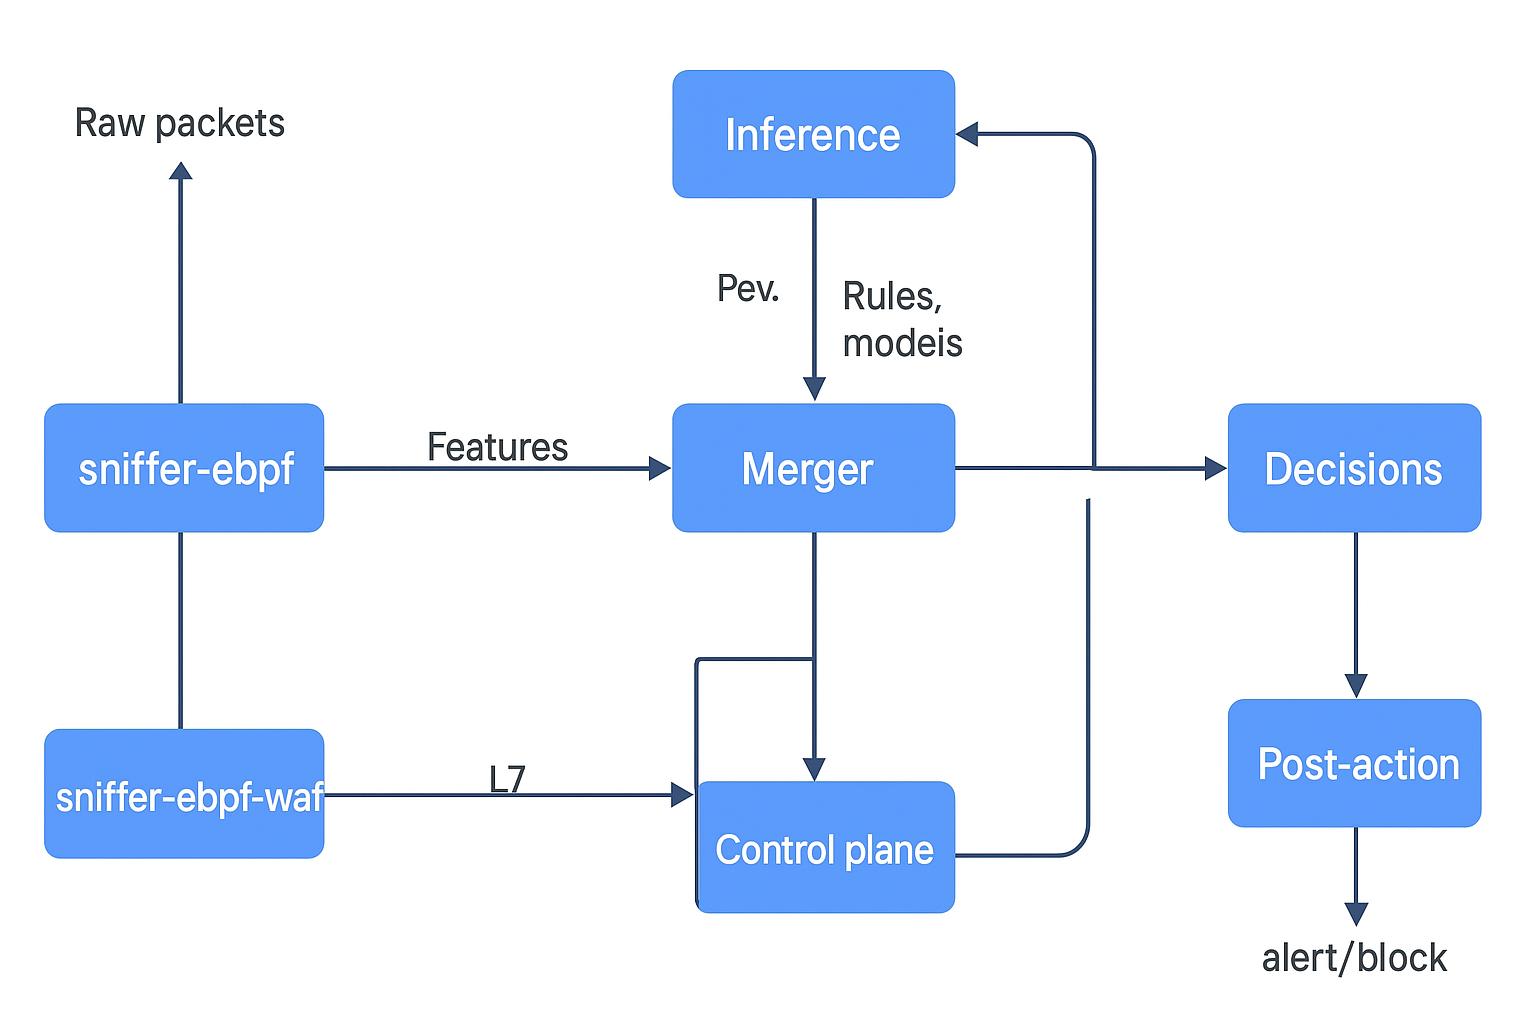 Raw packets
Inference
Pev.
Rules,
modeis
sniffer-ebpf
Features
Merger
Decisions
sniffer-ebpf-waf
L7
Control plane
Post-action
alert/block